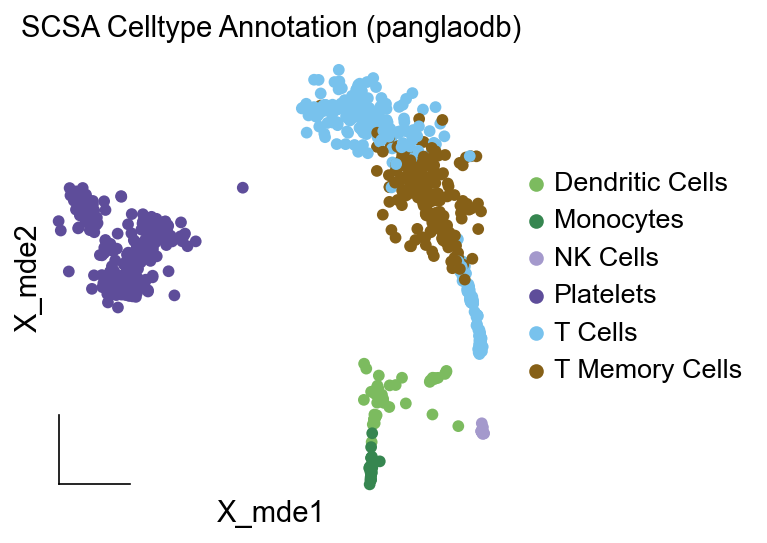 SCSA Celltype Annotation (panglaodb)
X_mde2
Dendritic Cells
Monocytes
NK Cells
Platelets
T Cells
T Memory Cells
X_mde1